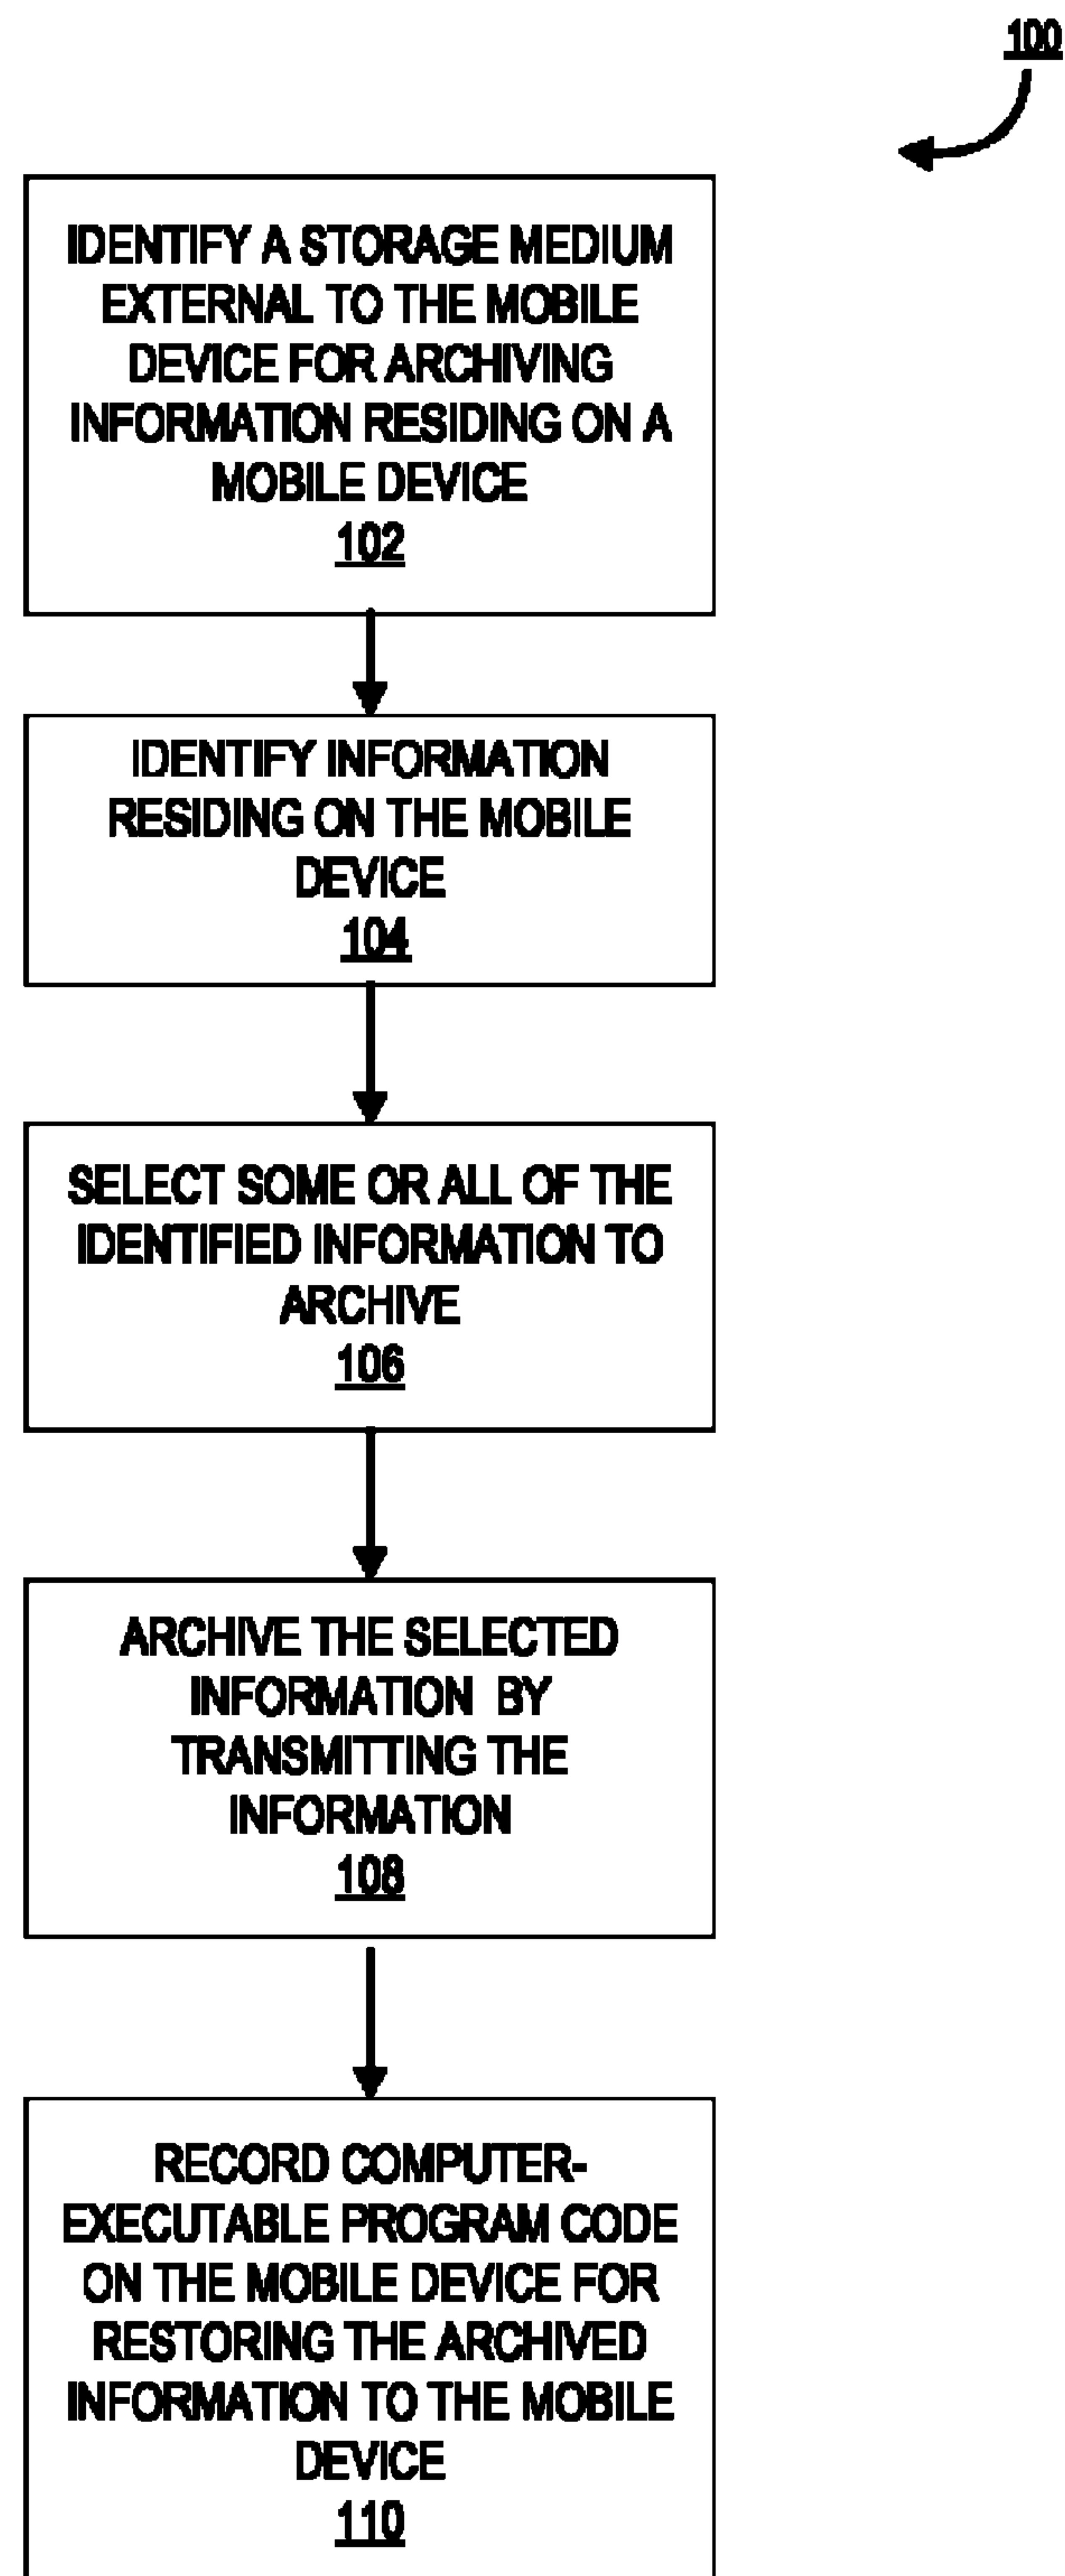 100
IDENTIFY A STORAGE MEDIUM
EXTERNAL TO THE MOBILE
DEVICE FOR ARCHIVING
INFORMATION RESIDING ON A
MOBILE DEVICE
102
IDENTIFY INFORMATION
RESIDING ON THE MOBILE
DEVICE
104
SELECT SOME OR ALL OF THE
IDENTIFIED INFORMATION TO
ARCHIVE
106
ARCHIVE THE SELECTED
INFORMATION BY
TRANSMITTING THE
INFORMATION
108
RECORD COMPUTER-
EXECUTABLE PROGRAM CODE
ON THE MOBILE DEVICE FOR
RESTORING THE ARCHIVED
INFORMATION TO THE MOBILE
DEVICE
110